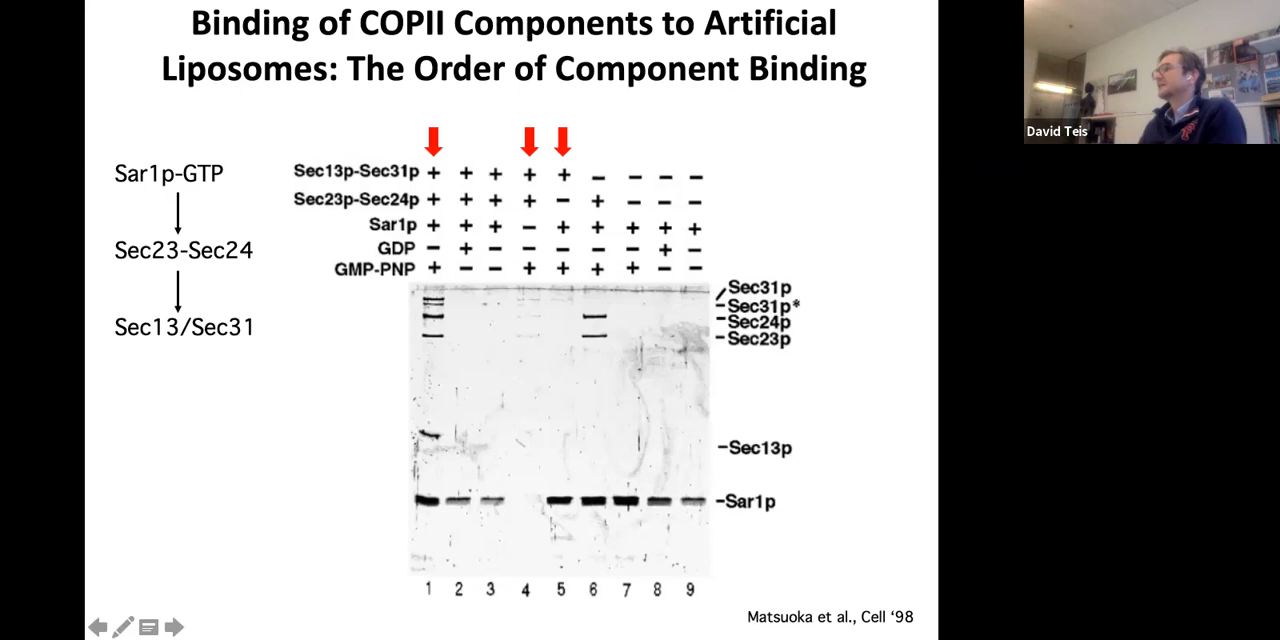 Binding of COPII Components to Artificial
Liposomes: The Order of Component Binding
David Teis
Sar1p-GTP
Sec23-Sec24
Sec13/Sec31
Sec13p-Sec31p + + + + + – – – –
Sec23p-Sec24p + + + + – + – – –
Sar1p + + + – + + + + +
GDP – + – – – – – + –
GMP-PNP + – – + + + + – –
Sec31p
Sec31p*
Sec24p
Sec23p
Sec13p
Sar1p
1 2 3 4 5 6 7 8 9
Matsuoka et al., Cell ‘98